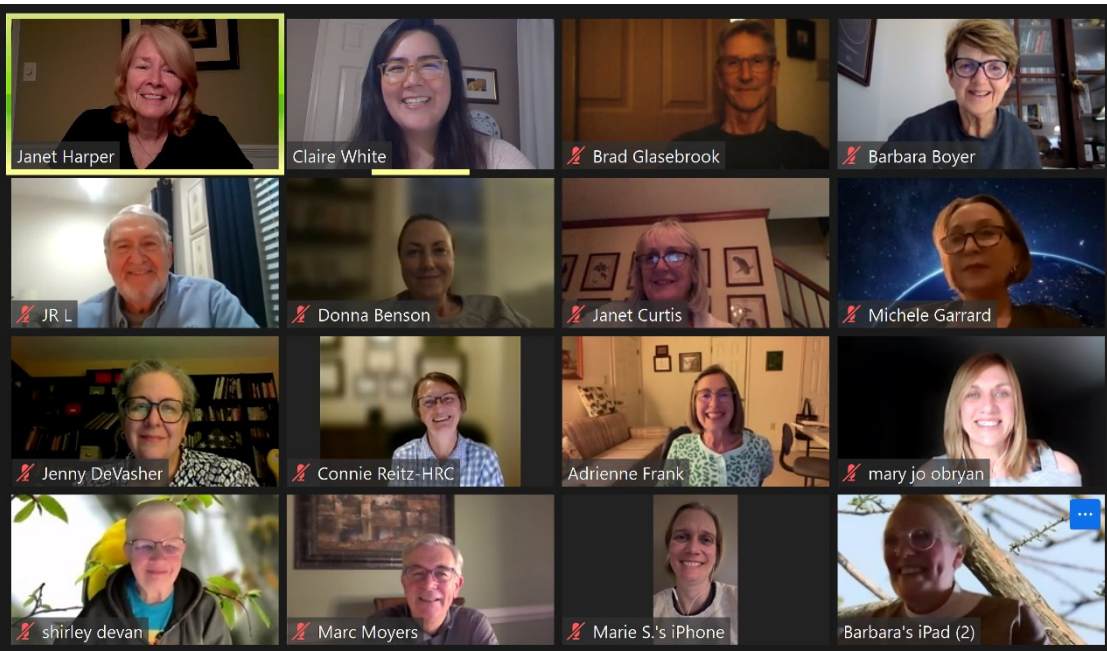 Janet Harper
Claire White
Brad Glasebrook
Barbara Boyer
JR L
Donna Benson
Janet Curtis
Michele Garrard
Jenny DeVasher
Connie Reitz-HRC
Adrienne Frank
mary jo obryan
shirley devan
Marc Moyers
Marie S.'s iPhone
Barbara's iPad (2)